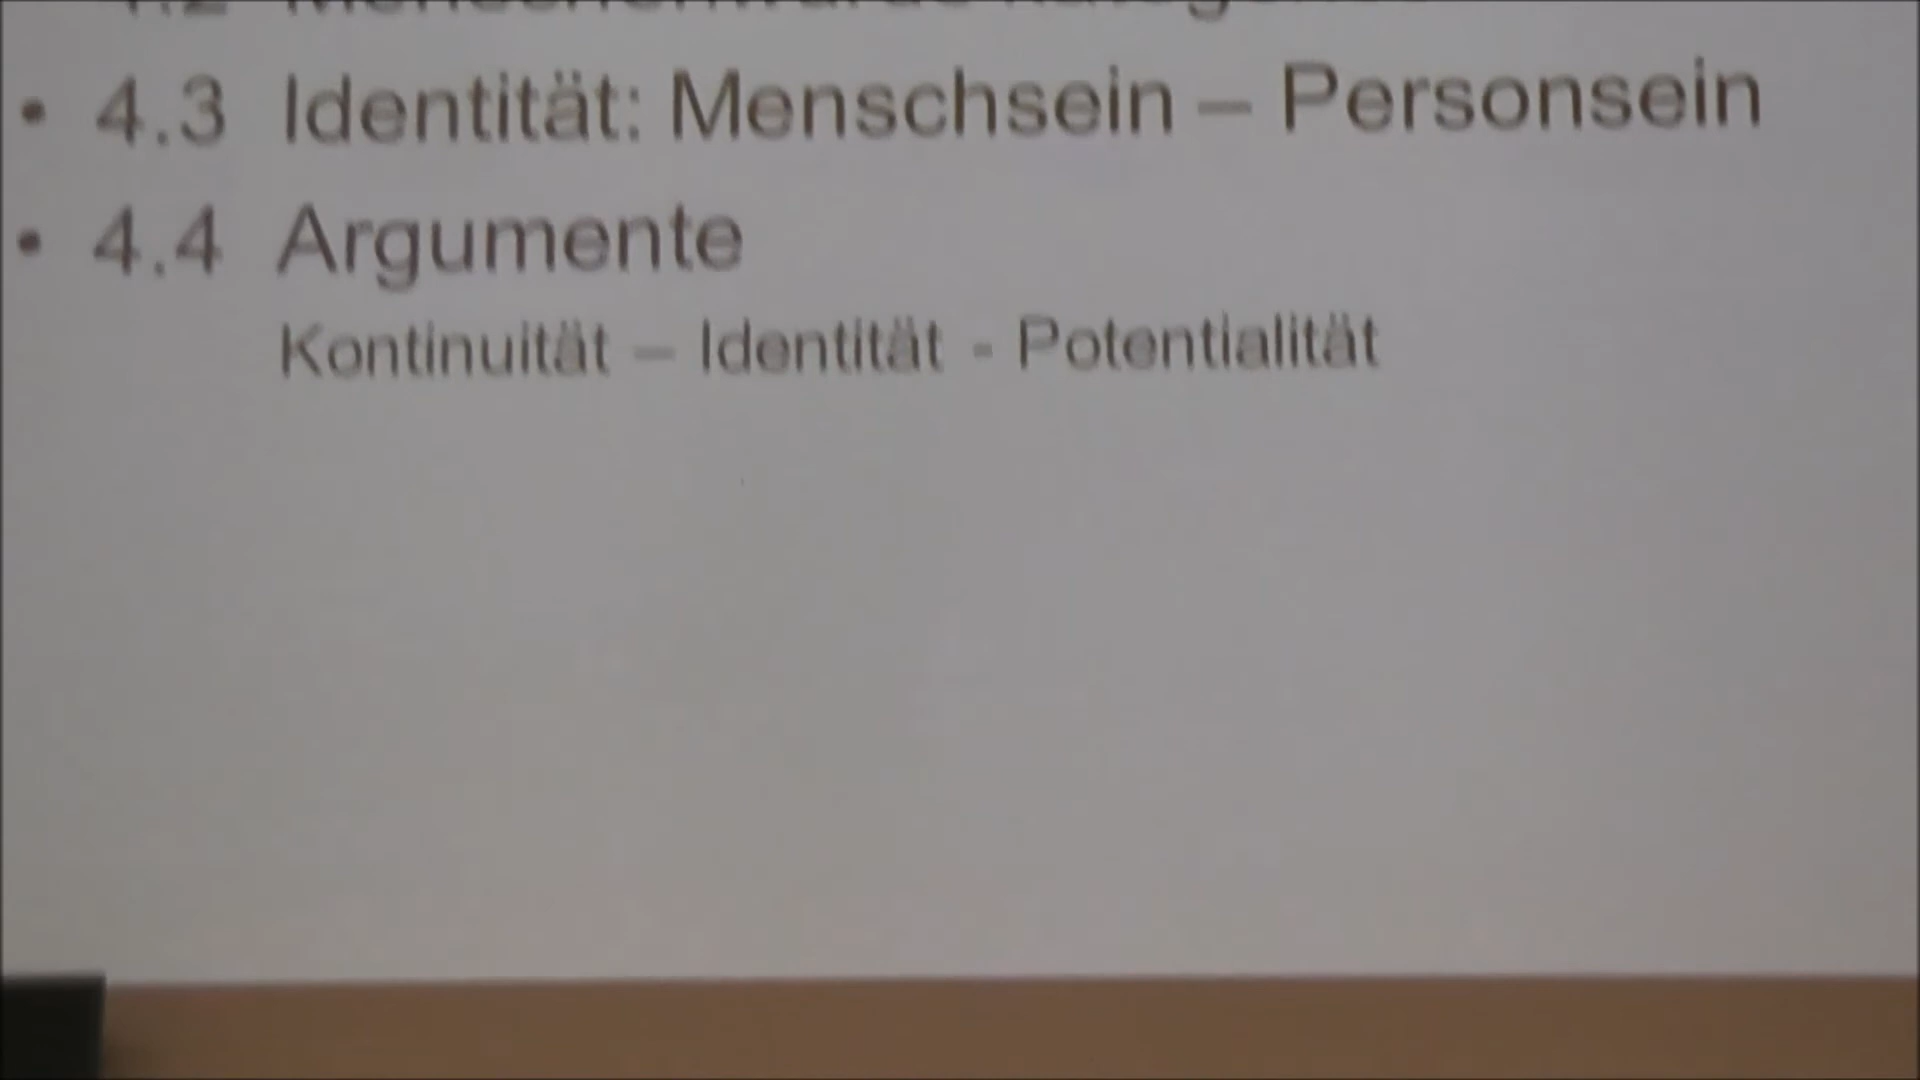 • 4.3 Identität: Menschsein – Personsein
• 4.4 Argumente
Kontinuität – Identität - Potentialität